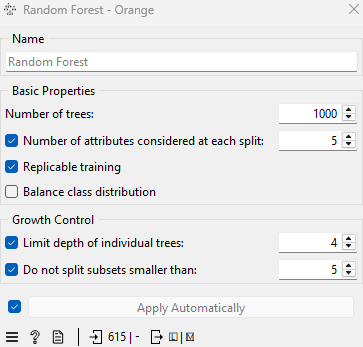 Random Forest - Orange
Name
Random Forest
Basic Properties
Number of trees: 1000
Number of attributes considered at each split: 5
Replicable training
Balance class distribution
Growth Control
Limit depth of individual trees: 4
Do not split subsets smaller than: 5
Apply Automatically
? 615 | - |